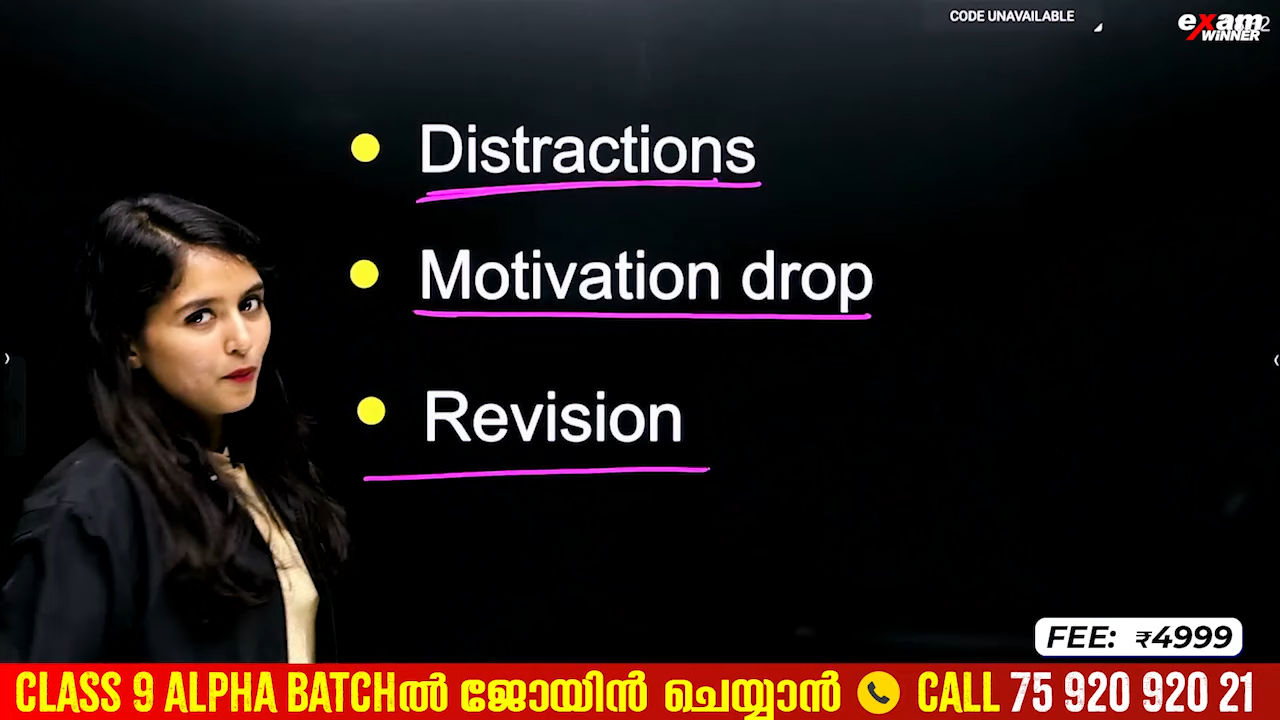 CODE UNAVAILABLE
exam
WINNER
Distractions
Motivation drop
Revision
FEE: ₹4999
CLASS 9 ALPHA BATCHൽ ജോയിൻ ചെയ്യാൻ CALL 75 920 920 21